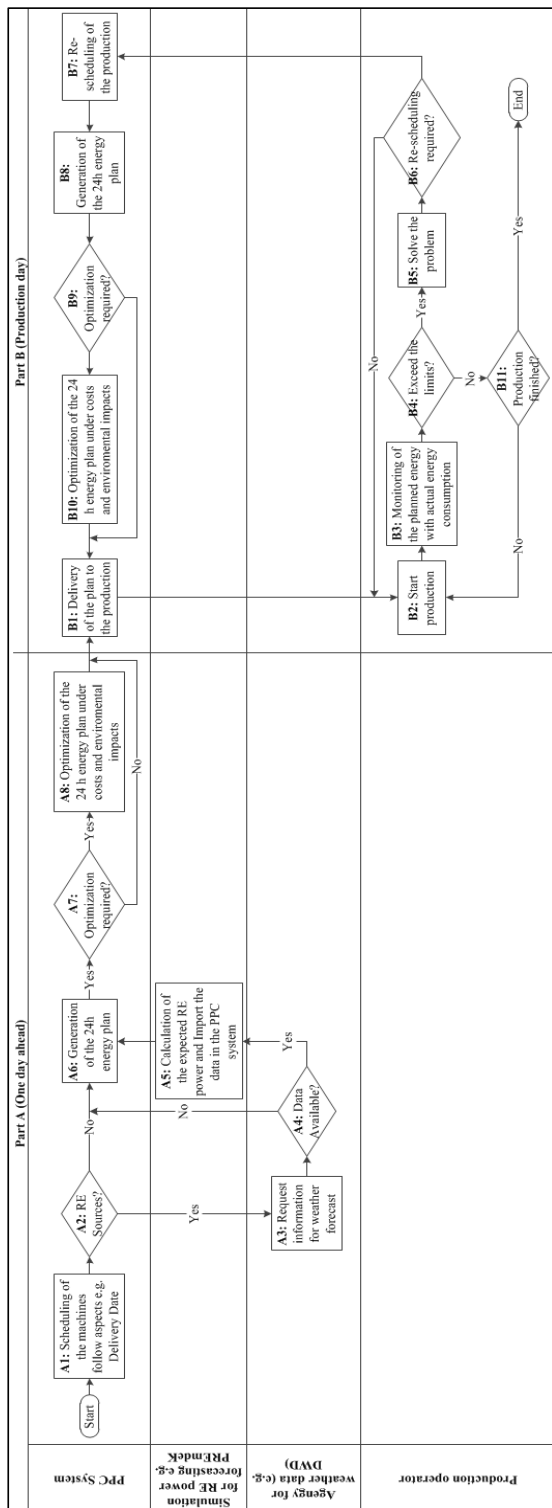 Part A (One day ahead)
Part B (Production day)
PPC System
Start
A1: Scheduling of
the machines
follow aspects e.g.
Delivery Date
A2: RE
Sources?
No
Yes
A6: Generation
of the 24h
energy plan
Yes
A7:
Optimization
required?
Yes
No
A8: Optimization of the
24 h energy plan under
costs and enviromental
impacts
B1: Delivery
of the plan to
the production
B10: Optimization of the 24
h energy plan under costs
and enviromental impacts
B9:
Optimization
required?
B8:
Generation of
the 24h energy
plan
B7: Re-
scheduling of
the production
Simulation
for RE power
forecasting e.g.
PREmdeK
A5: Calculation of
the expected RE
power and Import the
data in the PPC
system
No
Yes
Agency for
weather data (e.g.
DWD)
A3: Request
information
for weather
forecast
A4: Data
Available?
Production operator
B2: Start
production
B3: Monitoring of
the planned energy
with actual energy
consumption
B4: Exceed the
limits?
Yes
No
B5: Solve the
problem
B6: Re-scheduling
required?
No
B11:
Production
finished?
No
Yes
End